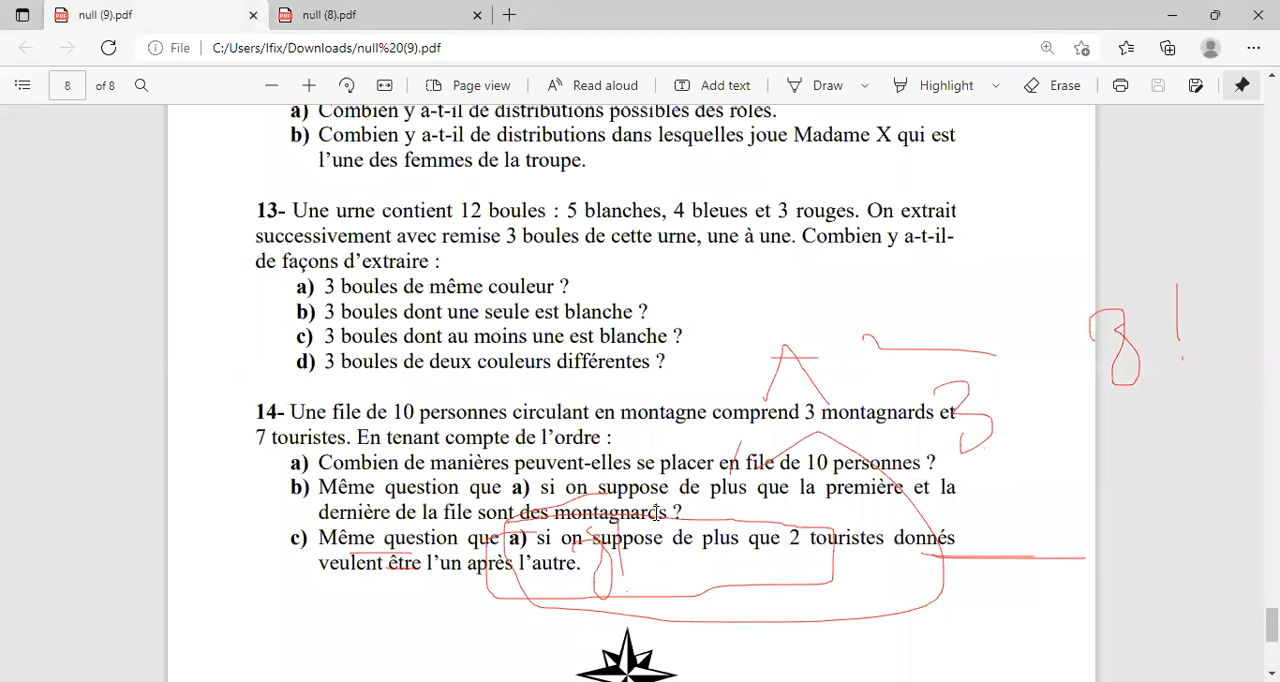 null (9).pdf
null (8).pdf
File
C:/Users/Ifix/Downloads/null%20(9).pdf
8
of 8
Page view
Read aloud
Add text
Draw
Highlight
Erase
a) Combien y a-t-il de distributions possibles des rôles.
b) Combien y a-t-il de distributions dans lesquelles joue Madame X qui est
l'une des femmes de la troupe.
13- Une urne contient 12 boules : 5 blanches, 4 bleues et 3 rouges. On extrait
successivement avec remise 3 boules de cette urne, une à une. Combien y a-t-il-
de façons d'extraire :
a) 3 boules de même couleur ?
b) 3 boules dont une seule est blanche ?
c) 3 boules dont au moins une est blanche ?
d) 3 boules de deux couleurs différentes ?
8 !
A
3
14- Une file de 10 personnes circulant en montagne comprend 3 montagnards et
7 touristes. En tenant compte de l'ordre :
a) Combien de manières peuvent-elles se placer en file de 10 personnes ?
b) Même question que a) si on suppose de plus que la première et la
dernière de la file sont des montagnards ?
c) Même question que a) si on suppose de plus que 2 touristes donnés
veulent être l'un après l'autre.